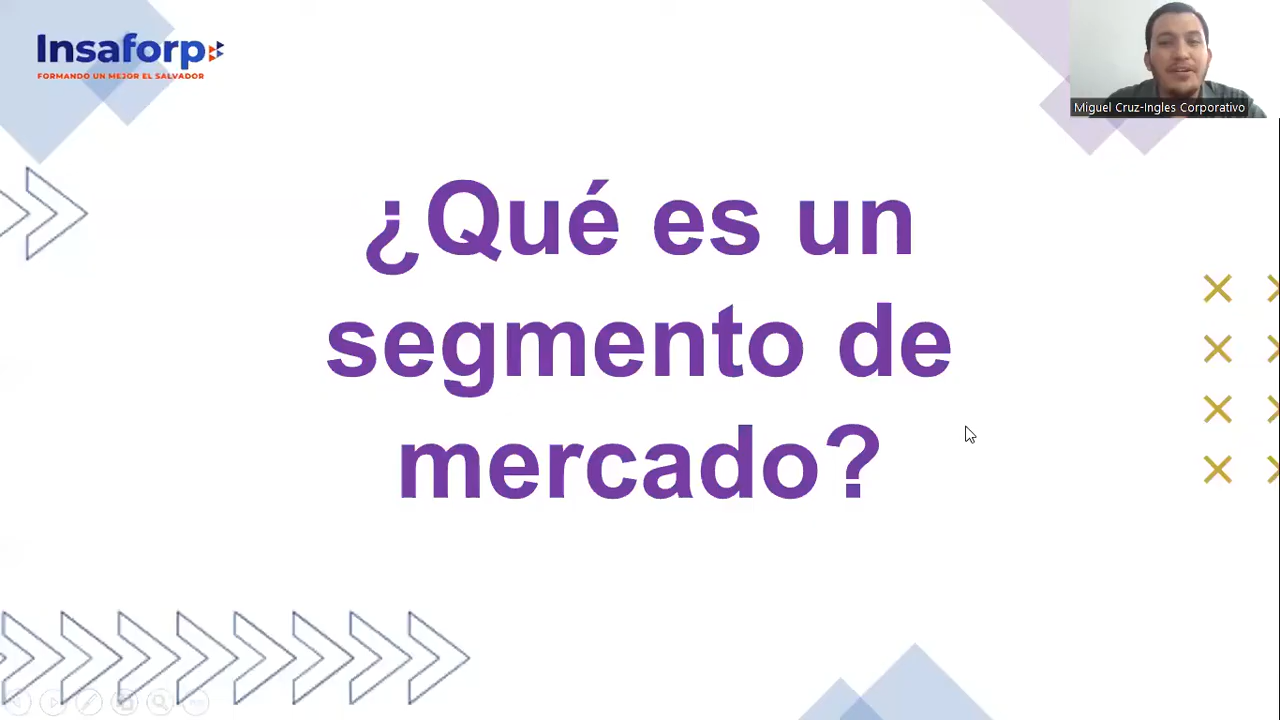 Insaforp
FORMANDO UN MEJOR EL SALVADOR
Miguel Cruz-Ingles Corporativo
¿Qué es un
segmento de
mercado?